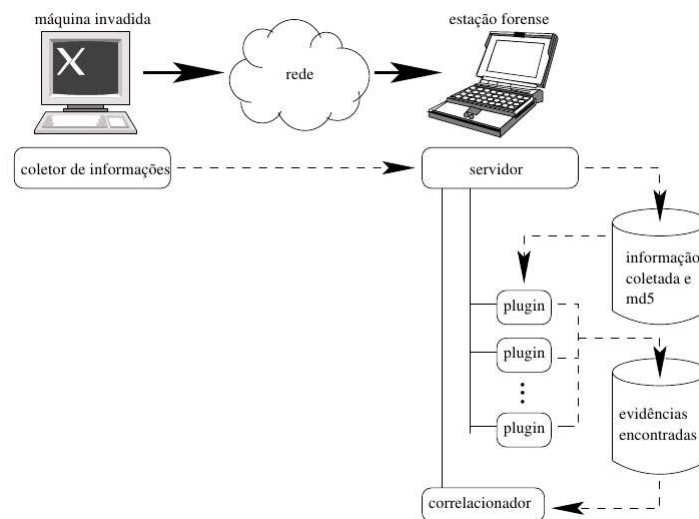 máquina invadida
estação forense
X
rede
coletor de informações
servidor
informação
coletada e
md5
plugin
plugin
plugin
evidências
encontradas
correlacionador